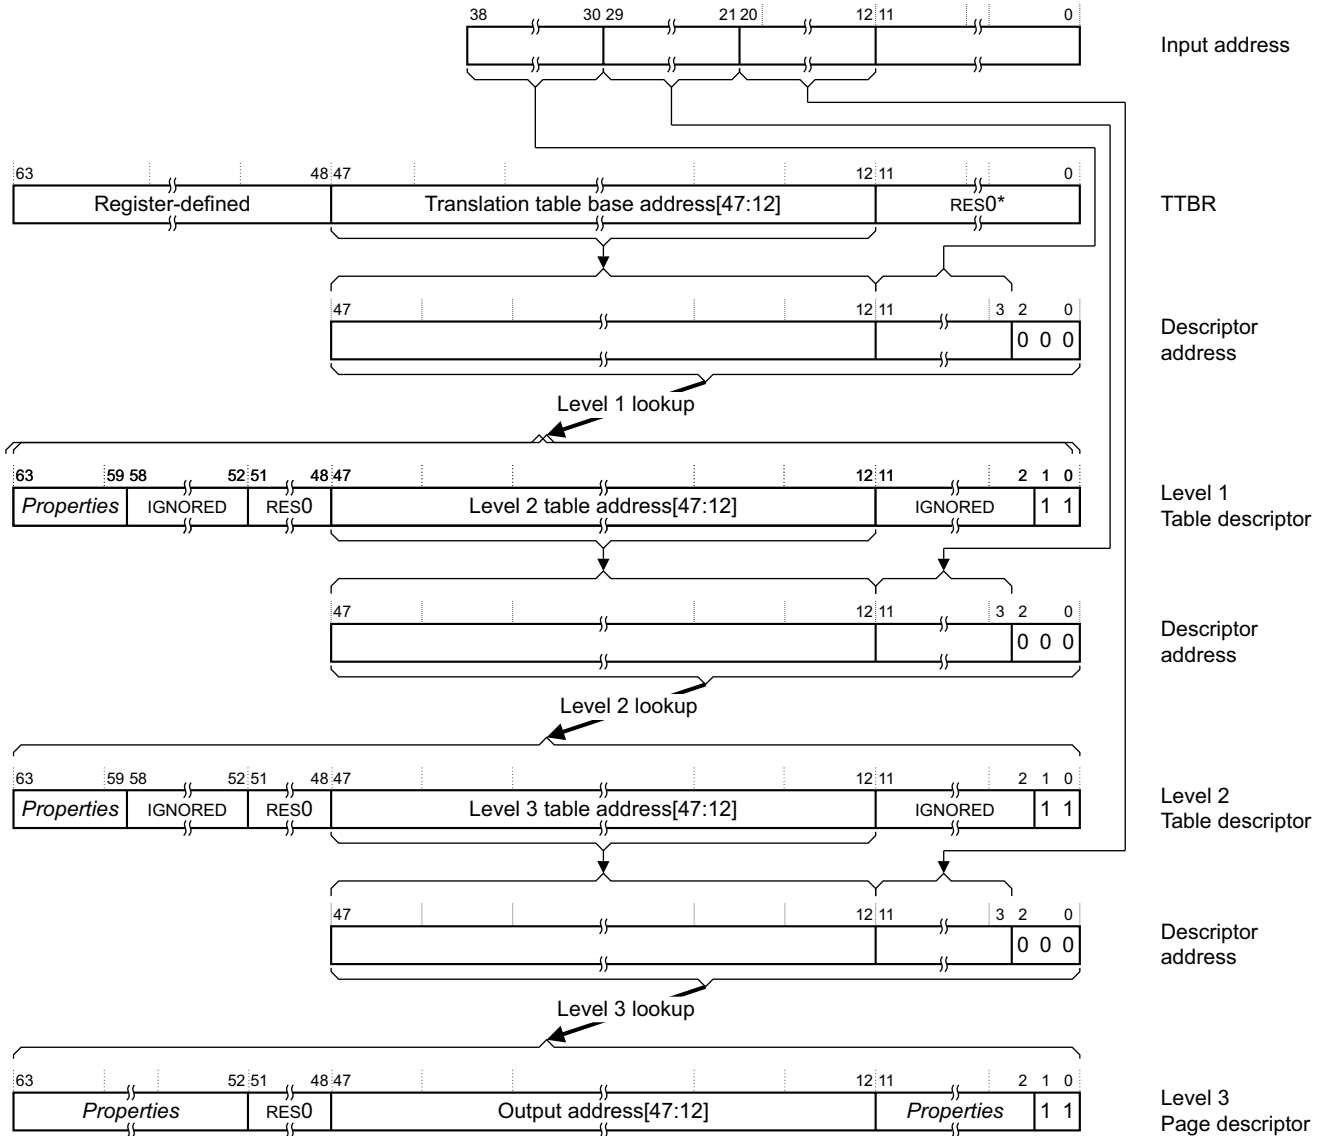 38 30 29 21 20 12 11 0
Input address
63 48 47 12 11 0
Register-defined Translation table base address[47:12] RES0* TTBR
47 12 11 3 2 0
0 0 0
Descriptor
address
Level 1 lookup
63 59 58 52 51 48 47 12 11 2 1 0
Properties IGNORED RES0 Level 2 table address[47:12] IGNORED 1 1
Level 1
Table descriptor
47 12 11 3 2 0
0 0 0
Descriptor
address
Level 2 lookup
63 59 58 52 51 48 47 12 11 2 1 0
Properties IGNORED RES0 Level 3 table address[47:12] IGNORED 1 1
Level 2
Table descriptor
47 12 11 3 2 0
0 0 0
Descriptor
address
Level 3 lookup
63 52 51 48 47 12 11 2 1 0
Properties RES0 Output address[47:12] Properties 1 1
Level 3
Page descriptor